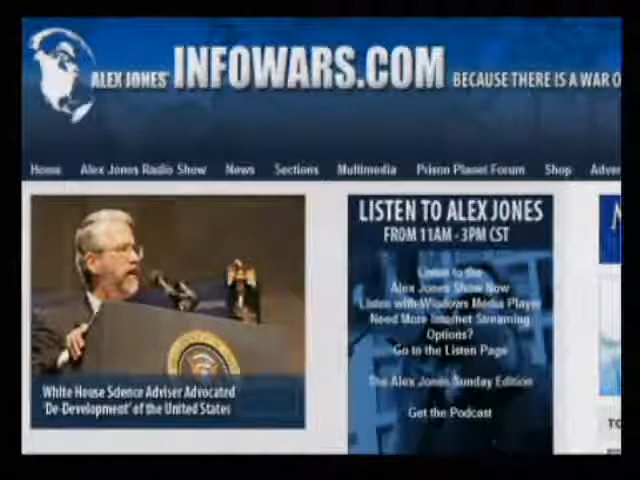 ALEX JONES' INFOWARS.COM BECAUSE THERE IS A WAR O
Home Alex Jones Radio Show News Sections Multimedia Prison Planet Forum Shop Adver
LISTEN TO ALEX JONES
FROM 11AM - 3PM CST
Listen to the
Alex Jones Show Now
Listen with Windows Media Player
Need More Internet Streaming
Options?
Go to the Listen Page
The Alex Jones Sunday Edition
Get the Podcast
White House Science Adviser Advocated
'De-Development' of the United States
TO